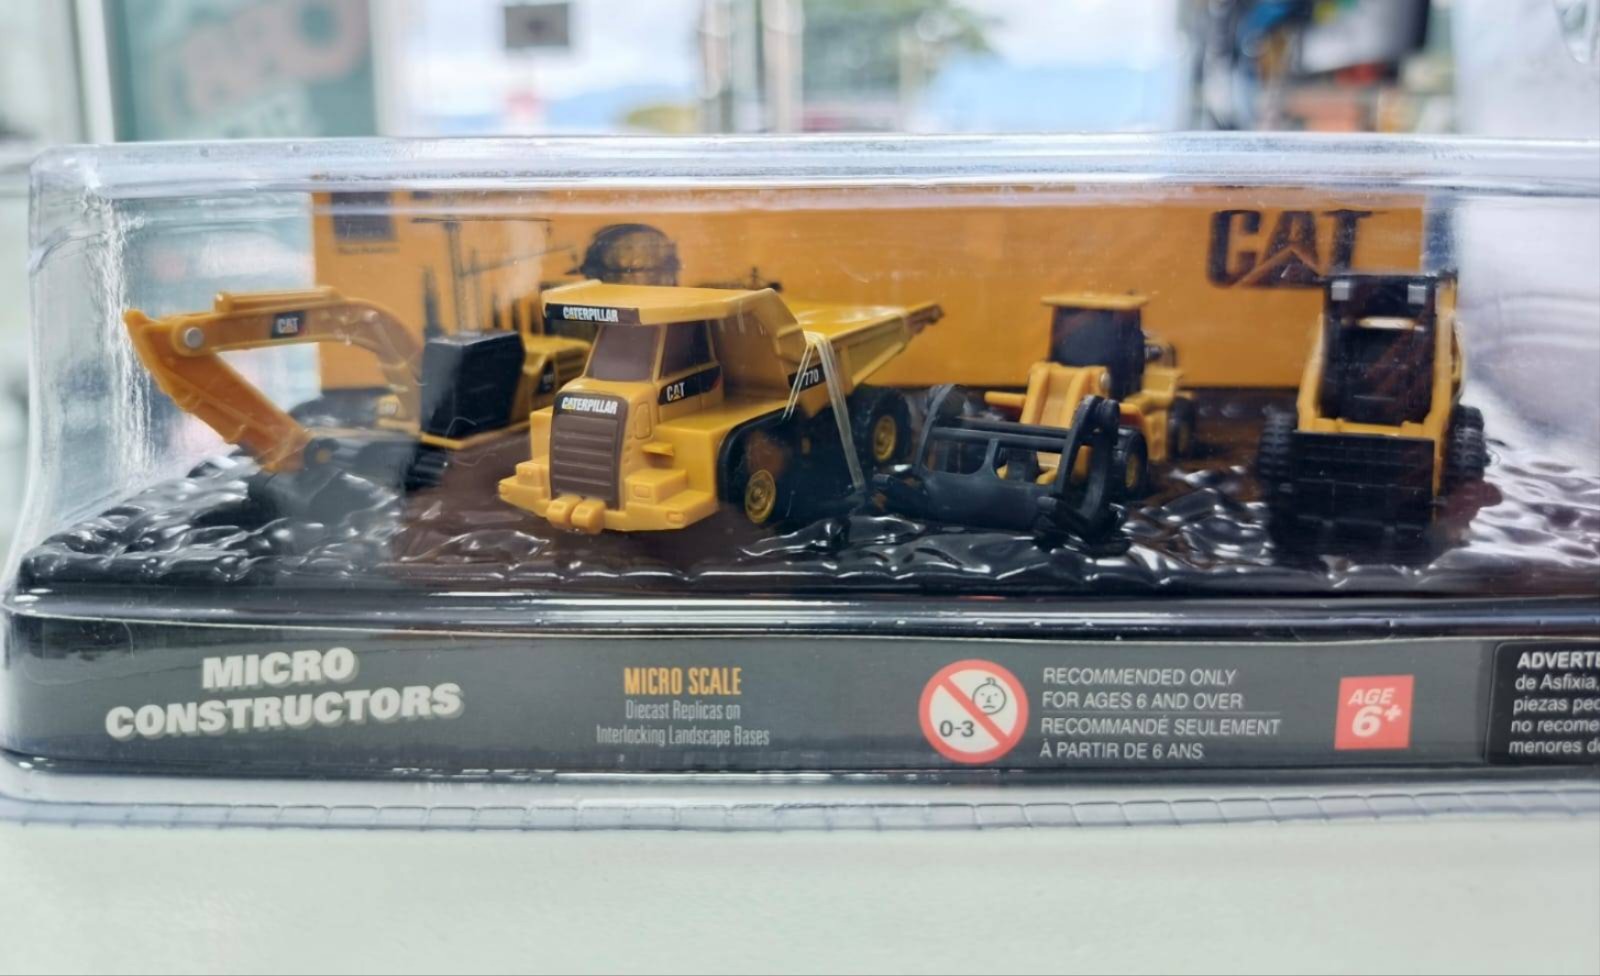 CAT
CAT
CATERPILLAR
CAT
770
CATERPILLAR
MICRO
CONSTRUCTORS
MICRO SCALE
Diecast Replicas on
Interlocking Landscape Bases
0-3
RECOMMENDED ONLY
FOR AGES 6 AND OVER
RECOMMANDÉ SEULEMENT
À PARTIR DE 6 ANS
AGE
6+
ADVERTE
de Asfixia,
piezas peq
no recome
menores de